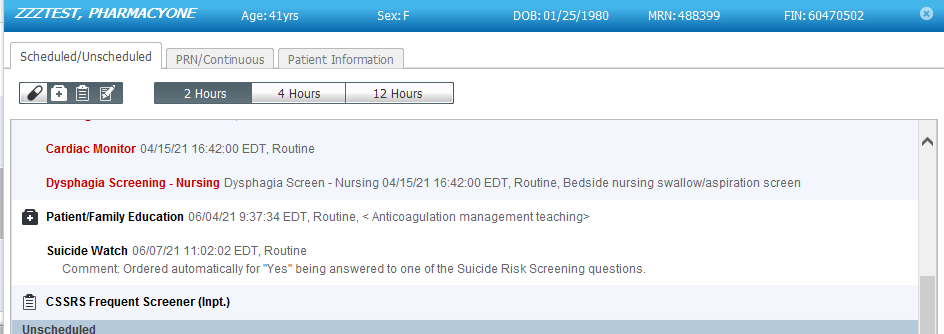 ZZZTEST, PHARMACYONE Age: 41yrs Sex: F DOB: 01/25/1980 MRN: 488399 FIN: 60470502
Scheduled/Unscheduled PRN/Continuous Patient Information
2 Hours 4 Hours 12 Hours
Cardiac Monitor 04/15/21 16:42:00 EDT, Routine
Dysphagia Screening - Nursing Dysphagia Screen - Nursing 04/15/21 16:42:00 EDT, Routine, Bedside nursing swallow/aspiration screen
Patient/Family Education 06/04/21 9:37:34 EDT, Routine, < Anticoagulation management teaching>
Suicide Watch 06/07/21 11:02:02 EDT, Routine
Comment: Ordered automatically for "Yes" being answered to one of the Suicide Risk Screening questions.
CSSRS Frequent Screener (Inpt.)
Unscheduled